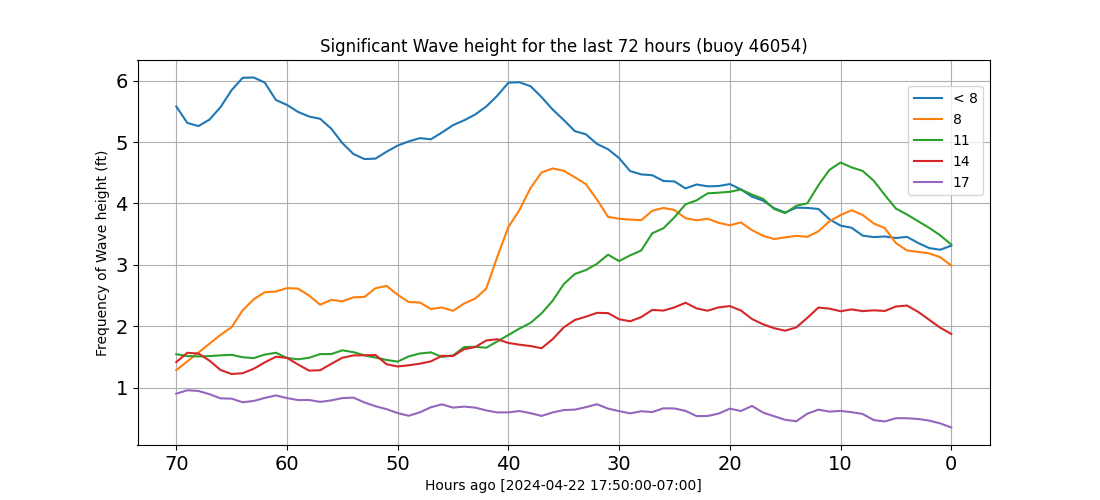 Significant Wave height for the last 72 hours (buoy 46054)
Frequency of Wave height (ft)
6
5
4
3
2
1
< 8
8
11
14
17
70 60 50 40 30 20 10 0
Hours ago [2024-04-22 17:50:00-07:00]